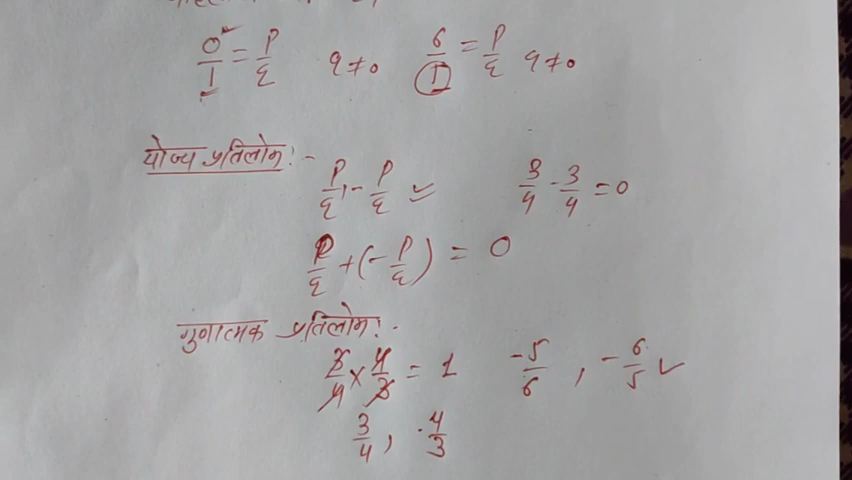 0/1 = p/q q≠0 6/1 = p/q q≠0
योज्य प्रतिलोम :-
p/q, -p/q 3/4 - 3/4 = 0
p/q + (-p/q) = 0
गुणात्मक प्रतिलोम :-
3/4 × 4/3 = 1 -5/6 , -6/5 ✓
3/4 , 4/3